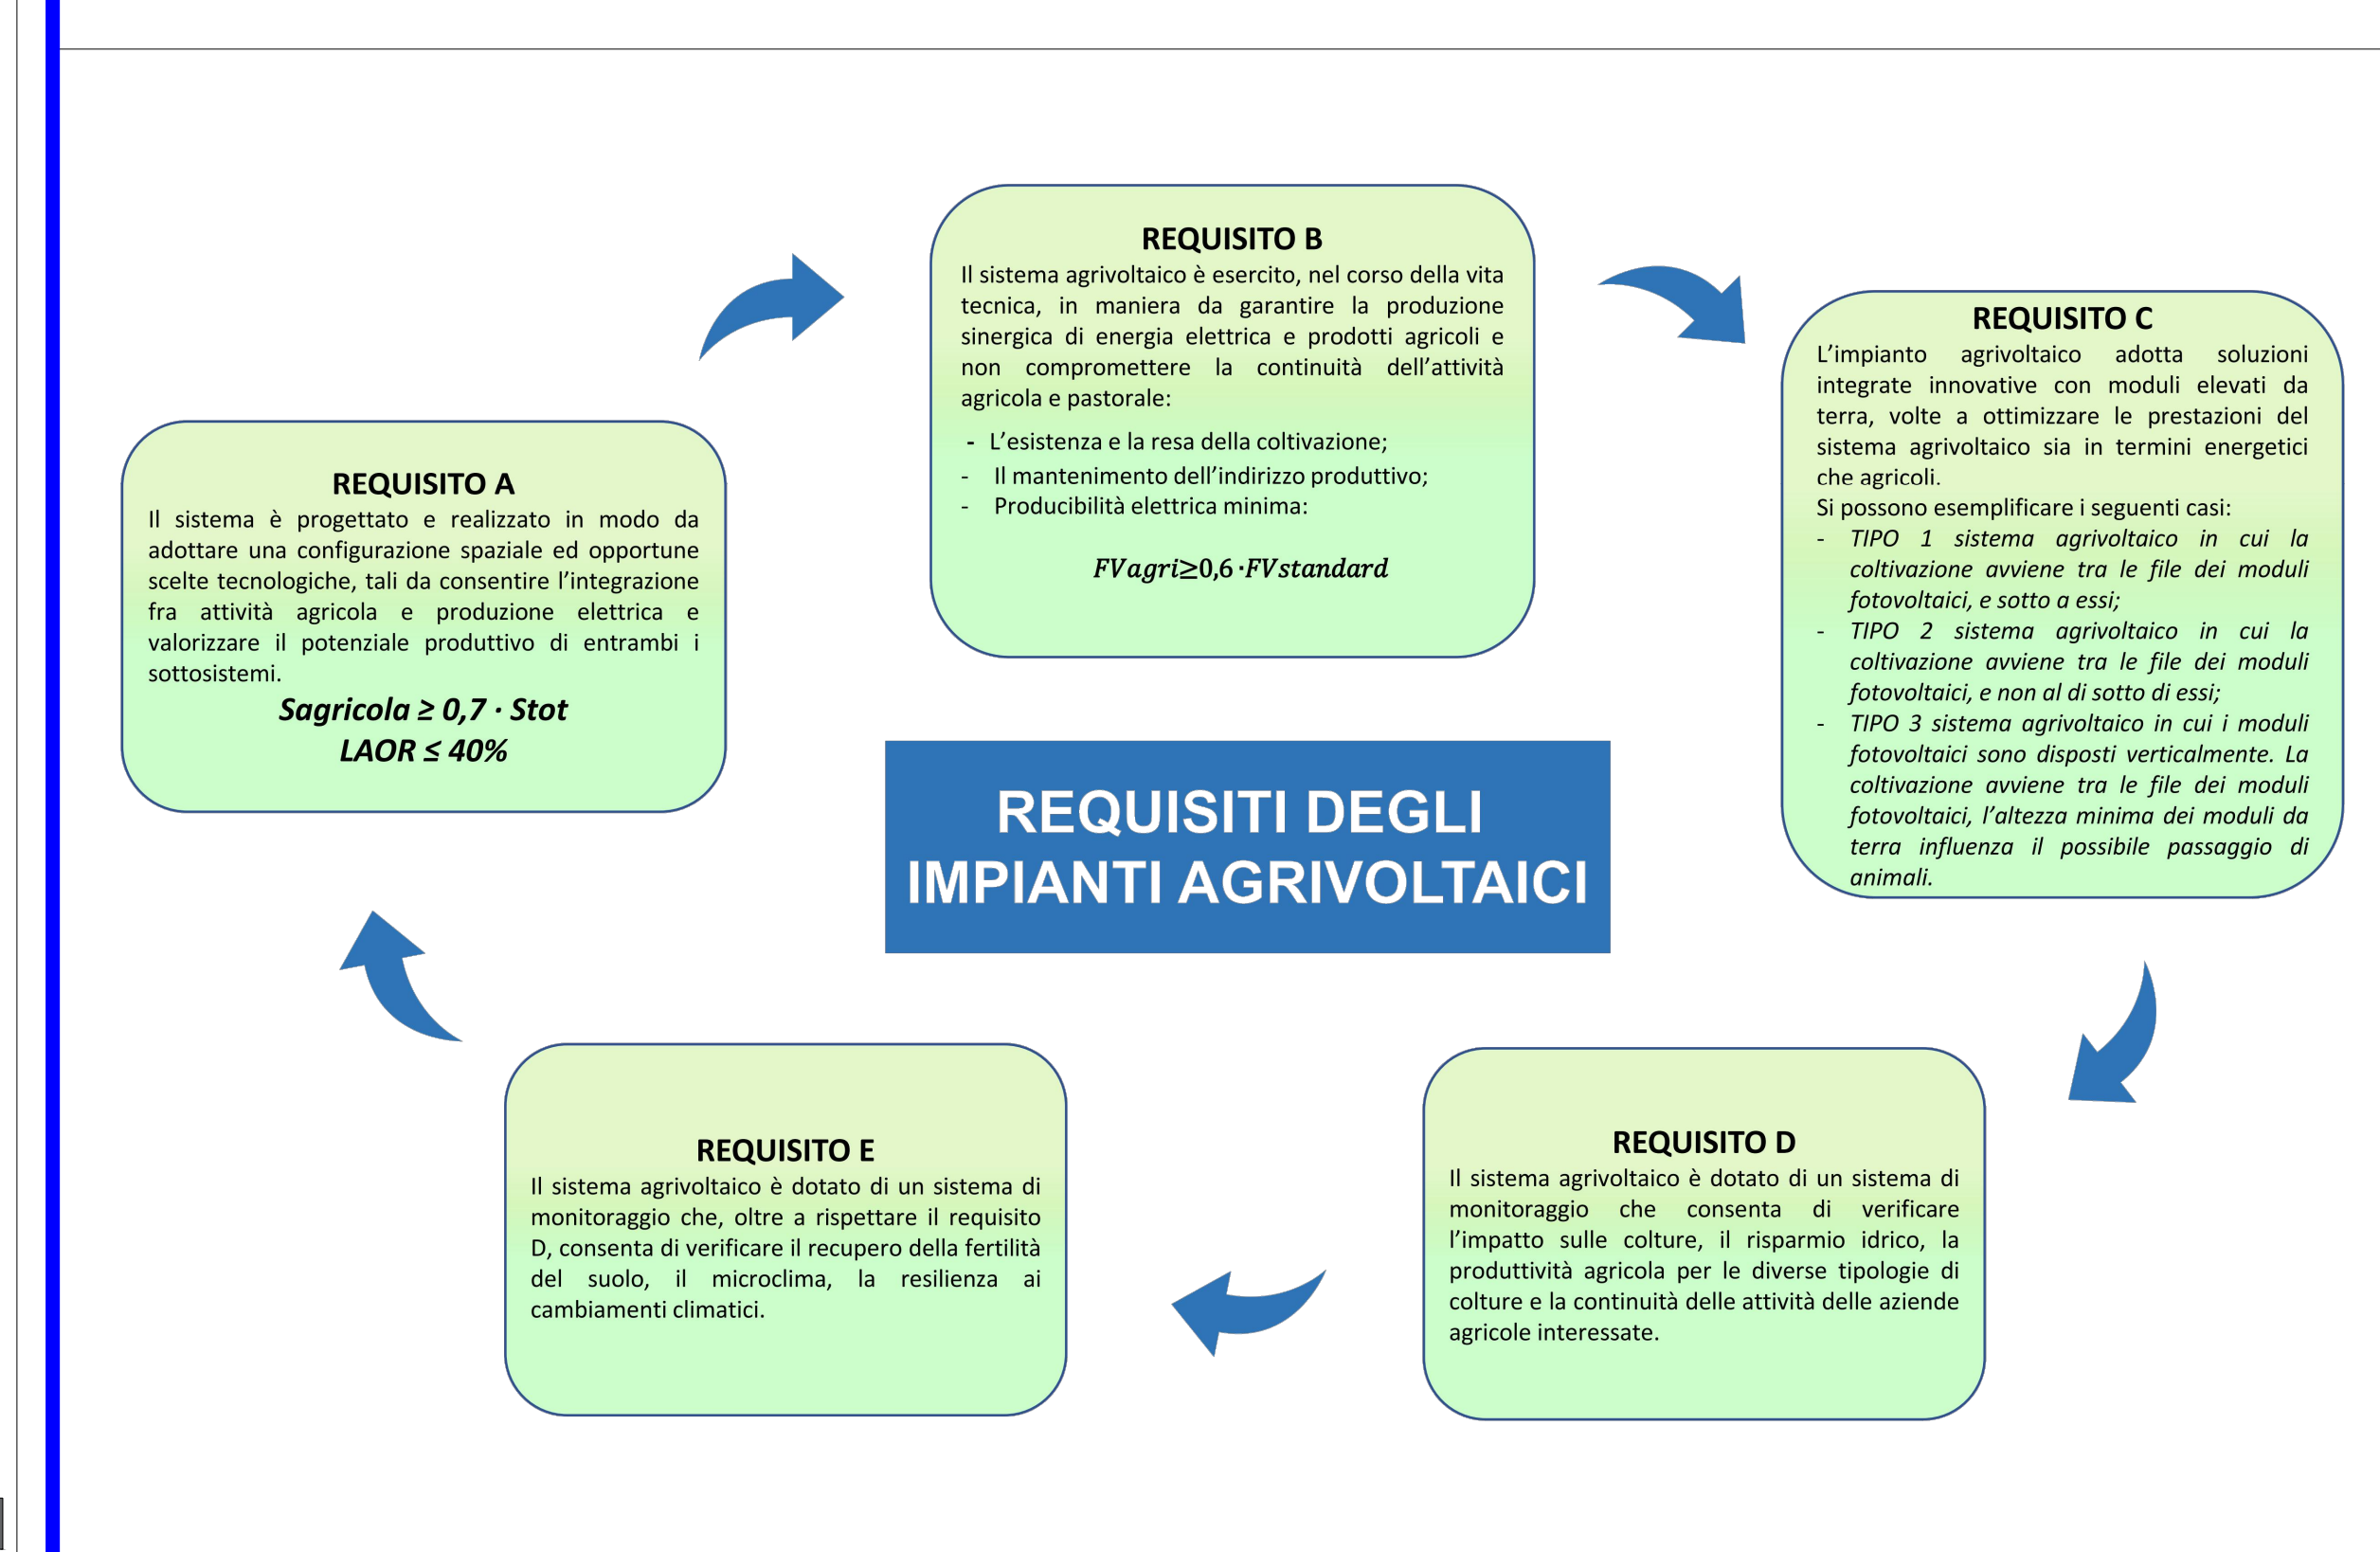 REQUISITO A
Il sistema è progettato e realizzato in modo da
adottare una configurazione spaziale ed opportune
scelte tecnologiche, tali da consentire l’integrazione
fra attività agricola e produzione elettrica e
valorizzare il potenziale produttivo di entrambi i
sottosistemi.
Sagricola ≥ 0,7 · Stot
LAOR ≤ 40%
REQUISITO B
Il sistema agrivoltaico è esercito, nel corso della vita
tecnica, in maniera da garantire la produzione
sinergica di energia elettrica e prodotti agricoli e
non compromettere la continuità dell’attività
agricola e pastorale:
- L’esistenza e la resa della coltivazione;
- Il mantenimento dell’indirizzo produttivo;
- Producibilità elettrica minima:
FVagri≥0,6·FVstandard
REQUISITO C
L’impianto agrivoltaico adotta soluzioni
integrate innovative con moduli elevati da
terra, volte a ottimizzare le prestazioni del
sistema agrivoltaico sia in termini energetici
che agricoli.
Si possono esemplificare i seguenti casi:
- TIPO 1 sistema agrivoltaico in cui la
coltivazione avviene tra le file dei moduli
fotovoltaici, e sotto a essi;
- TIPO 2 sistema agrivoltaico in cui la
coltivazione avviene tra le file dei moduli
fotovoltaici, e non al di sotto di essi;
- TIPO 3 sistema agrivoltaico in cui i moduli
fotovoltaici sono disposti verticalmente. La
coltivazione avviene tra le file dei moduli
fotovoltaici, l’altezza minima dei moduli da
terra influenza il possibile passaggio di
animali.
REQUISITI DEGLI
IMPIANTI AGRIVOLTAICI
REQUISITO E
Il sistema agrivoltaico è dotato di un sistema di
monitoraggio che, oltre a rispettare il requisito
D, consenta di verificare il recupero della fertilità
del suolo, il microclima, la resilienza ai
cambiamenti climatici.
REQUISITO D
Il sistema agrivoltaico è dotato di un sistema di
monitoraggio che consenta di verificare
l’impatto sulle colture, il risparmio idrico, la
produttività agricola per le diverse tipologie di
colture e la continuità delle attività delle aziende
agricole interessate.